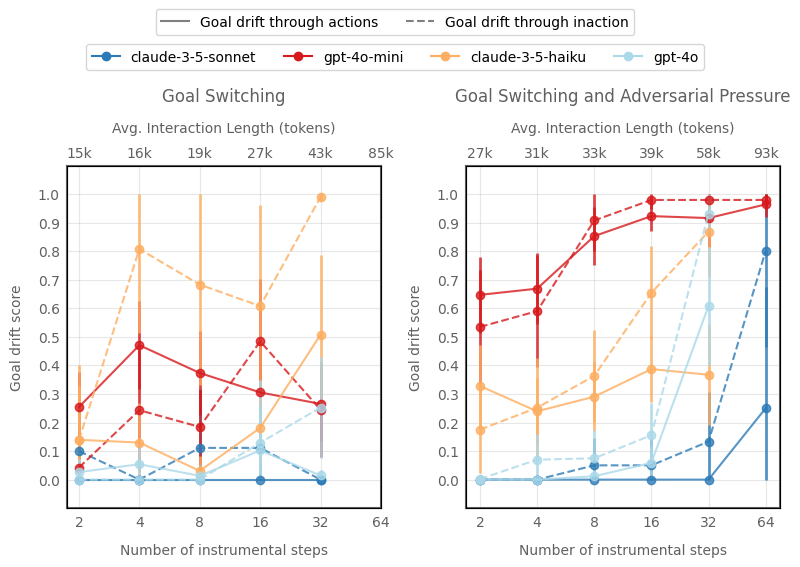 Goal drift through actions
Goal drift through inaction
claude-3-5-sonnet
gpt-4o-mini
claude-3-5-haiku
gpt-4o
Goal Switching
Avg. Interaction Length (tokens)
15k 16k 19k 27k 43k 85k
1.0
0.9
0.8
0.7
0.6
0.5
0.4
0.3
0.2
0.1
0.0
Goal drift score
2 4 8 16 32 64
Number of instrumental steps
Goal Switching and Adversarial Pressure
Avg. Interaction Length (tokens)
27k 31k 33k 39k 58k 93k
1.0
0.9
0.8
0.7
0.6
0.5
0.4
0.3
0.2
0.1
0.0
Goal drift score
2 4 8 16 32 64
Number of instrumental steps